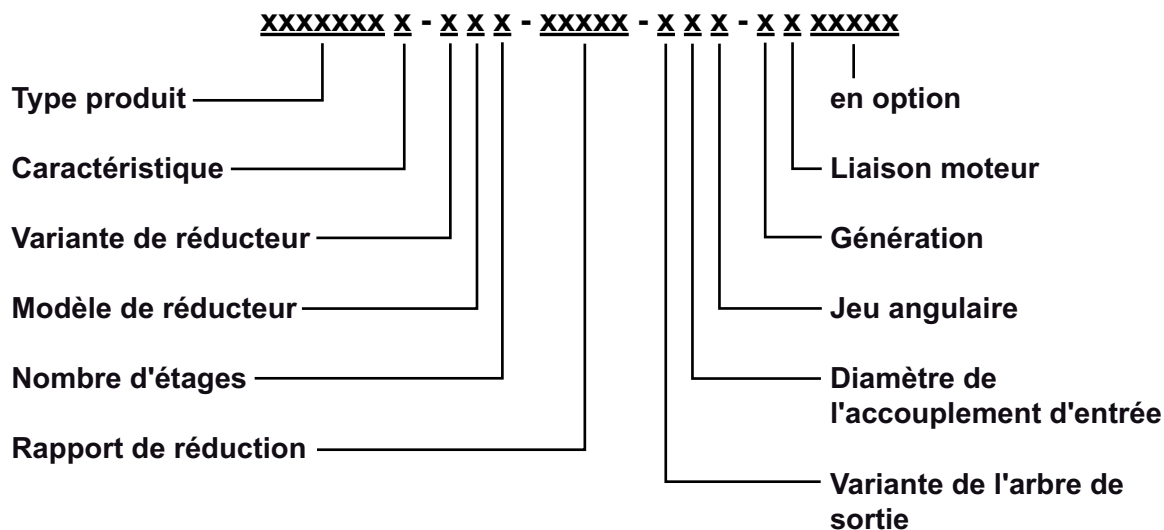 xxxxxxx x - x x x - xxxxx - x x x - x x xxxxx
Type produit
Caractéristique
Variante de réducteur
Modèle de réducteur
Nombre d'étages
Rapport de réduction
en option
Liaison moteur
Génération
Jeu angulaire
Diamètre de
l'accouplement d'entrée
Variante de l'arbre de
sortie